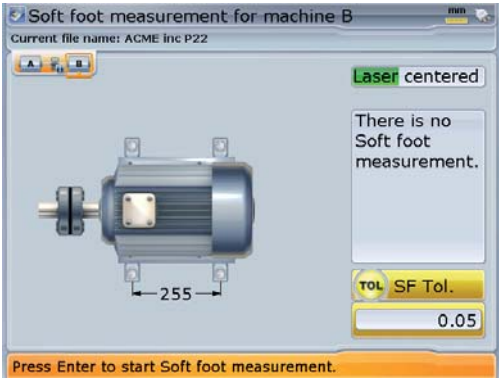 Soft foot measurement for machine B
mm
Current file name: ACME inc P22
A
B
Laser centered
There is no
Soft foot
measurement.
255
TOL SF Tol.
0.05
Press Enter to start Soft foot measurement.